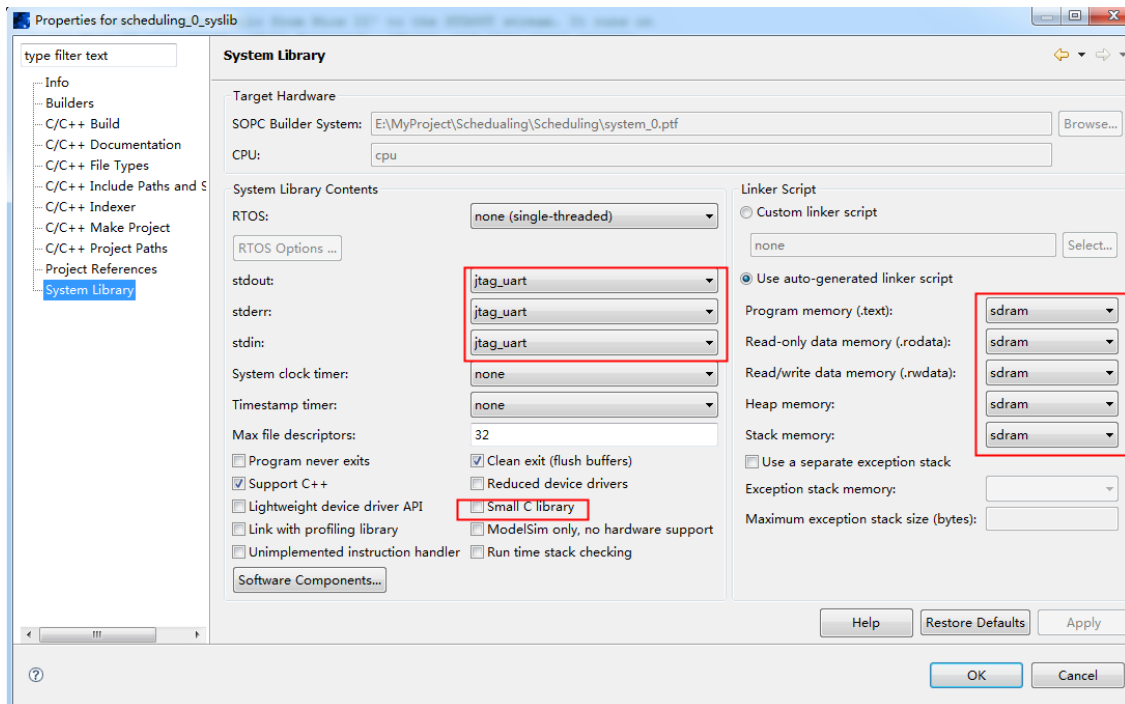 Properties for scheduling_0_syslib
type filter text
Info
Builders
C/C++ Build
C/C++ Documentation
C/C++ File Types
C/C++ Include Paths and S
C/C++ Indexer
C/C++ Make Project
C/C++ Project Paths
Project References
System Library
System Library
Target Hardware
SOPC Builder System: E:\MyProject\Schedualing\Scheduling\system_0.ptf Browse...
CPU: cpu
System Library Contents
RTOS: none (single-threaded)
RTOS Options ...
stdout: jtag_uart
stderr: jtag_uart
stdin: jtag_uart
System clock timer: none
Timestamp timer: none
Max file descriptors: 32
Program never exits Clean exit (flush buffers)
Support C++ Reduced device drivers
Lightweight device driver API Small C library
Link with profiling library ModelSim only, no hardware support
Unimplemented instruction handler Run time stack checking
Software Components...
Linker Script
Custom linker script
none Select...
Use auto-generated linker script
Program memory (.text): sdram
Read-only data memory (.rodata): sdram
Read/write data memory (.rwdata): sdram
Heap memory: sdram
Stack memory: sdram
Use a separate exception stack
Exception stack memory:
Maximum exception stack size (bytes):
Help Restore Defaults Apply
OK Cancel